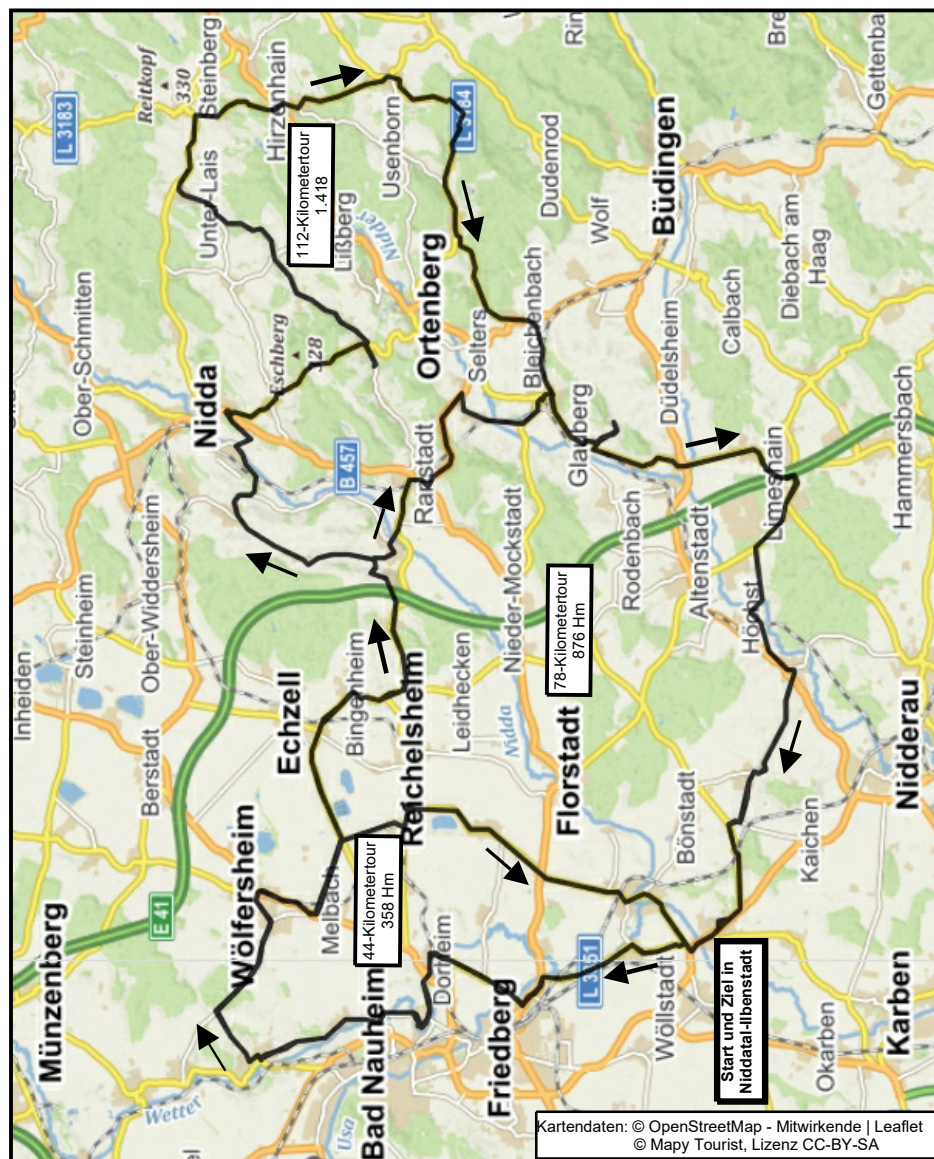 Münzenberg
L 3183
Inheiden
Steinheim
Ober-Schmitten
Reitkopf
330
Steinberg
E 41
Berstadt
Ober-Widdersheim
Wetter
Wölfersheim
Nidda
Unter-Lais
Hirzenhain
Echzell
Eschberg
Melbach
Bingenheim
B 457
112-Kilometertour
1.418
Lißberg
Usa
Bad Nauheim
44-Kilometertour
358 Hm
Reichelsheim
Ranstadt
Nidder
Usenborn
Dorheim
Leidhecken
Ortenberg
Selters
Friedberg
Nidda
Nieder-Mockstadt
Bleichenbach
Dudenrod
Florstadt
78-Kilometertour
876 Hm
Glauberg
Wolf
Rodenbach
Wöllstadt
Bönstadt
Altenstadt
Düdelsheim
Büdingen
Start und Ziel in
Niddatal-Ilbenstadt
Höchst
Limeshain
Calbach
Diebach am
Haag
Okarben
Kaichen
Karben
Nidderau
Hammersbach
Kartendaten: © OpenStreetMap - Mitwirkende | Leaflet
© Mapy Tourist, Lizenz CC-BY-SA